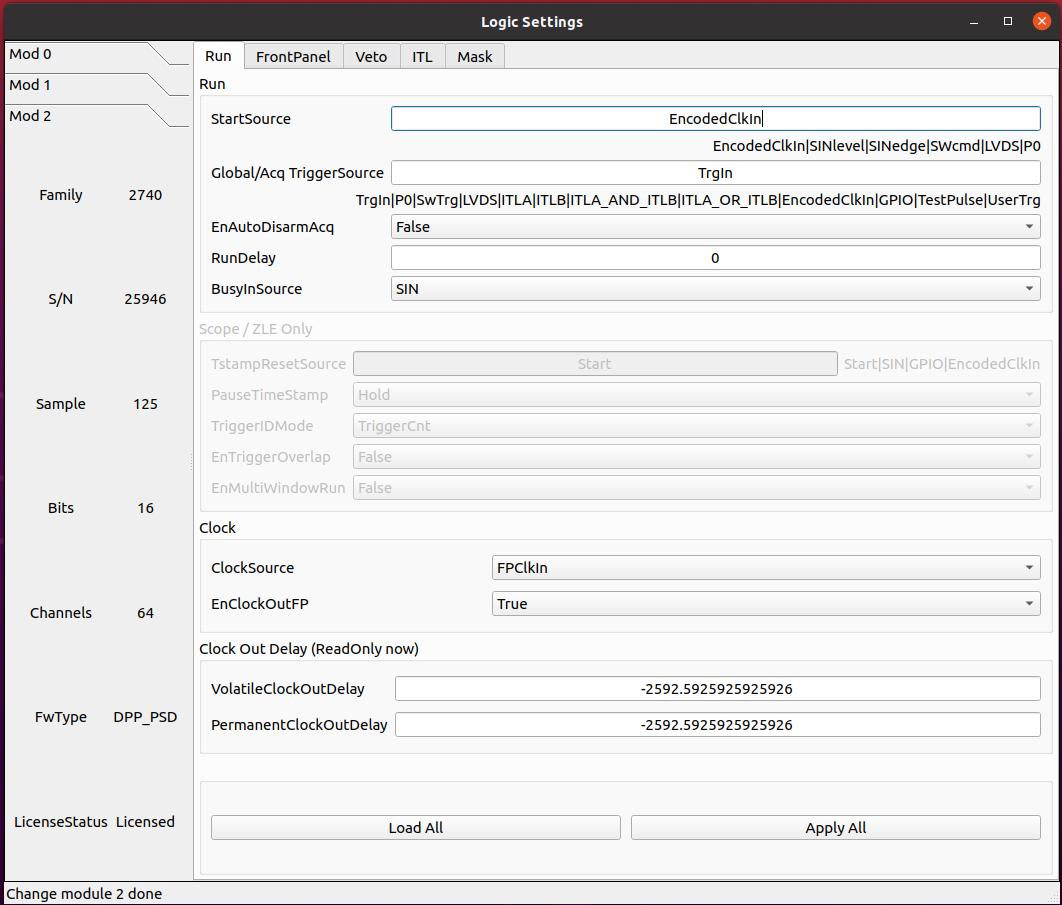 Logic Settings
Mod 0
Mod 1
Mod 2
Family 2740
S/N 25946
Sample 125
Bits 16
Channels 64
FwType DPP_PSD
LicenseStatus Licensed
Run FrontPanel Veto ITL Mask
Run
StartSource EncodedClkIn
EncodedClkIn|SINlevel|SINedge|SWcmd|LVDS|P0
Global/Acq TriggerSource TrgIn
TrgIn|P0|SwTrg|LVDS|ITLA|ITLB|ITLA_AND_ITLB|ITLA_OR_ITLB|EncodedClkIn|GPIO|TestPulse|UserTrg
EnAutoDisarmAcq False
RunDelay 0
BusyInSource SIN
Scope / ZLE Only
TstampResetSource Start Start|SIN|GPIO|EncodedClkIn
PauseTimeStamp Hold
TriggerIDMode TriggerCnt
EnTriggerOverlap False
EnMultiWindowRun False
Clock
ClockSource FPClkIn
EnClockOutFP True
Clock Out Delay (ReadOnly now)
VolatileClockOutDelay -2592.5925925925926
PermanentClockOutDelay -2592.5925925925926
Load All Apply All
Change module 2 done